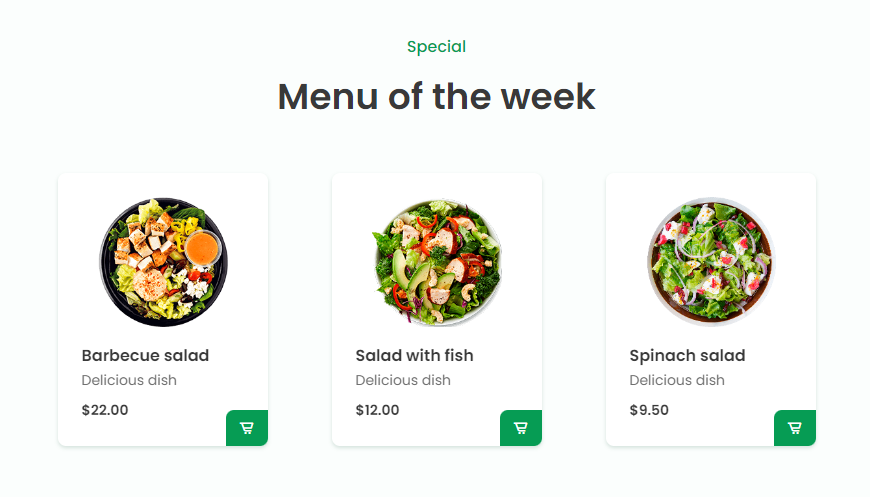 Special
Menu of the week
Barbecue salad
Delicious dish
$22.00
Salad with fish
Delicious dish
$12.00
Spinach salad
Delicious dish
$9.50